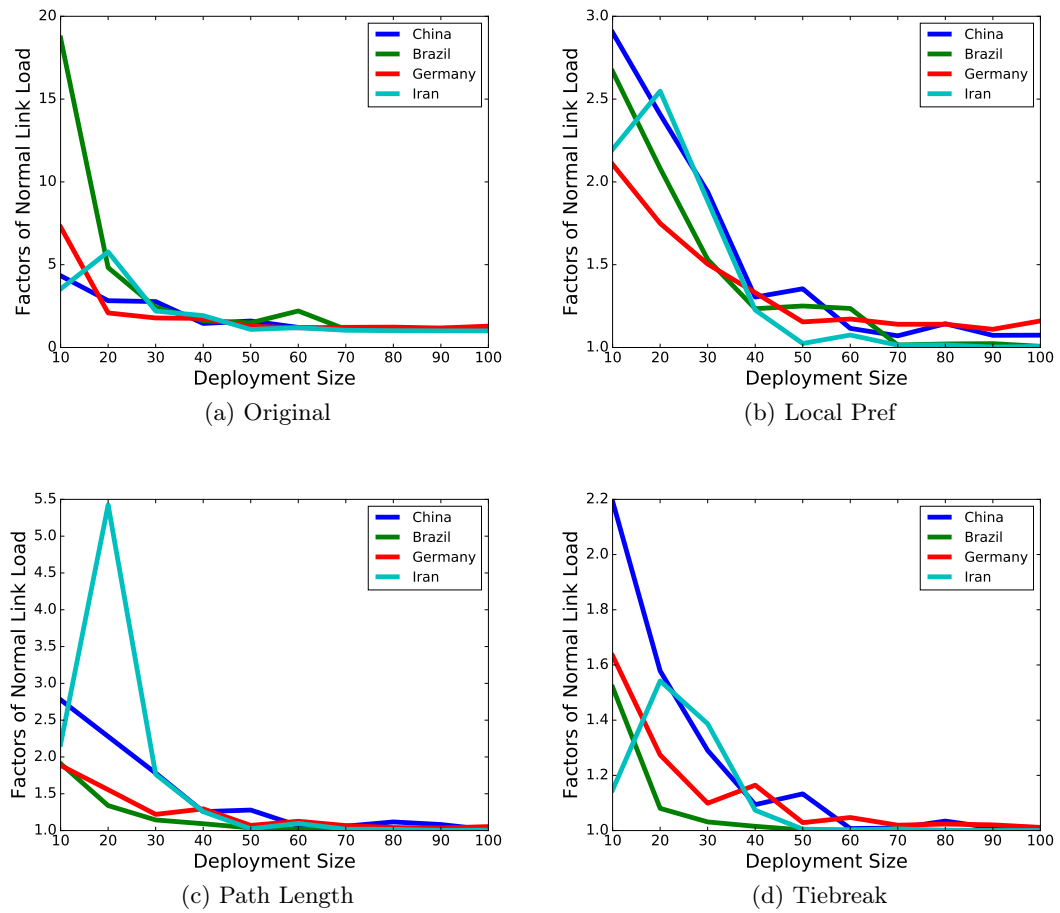 Factors of Normal Link Load
20
15
10
5
0
10 20 30 40 50 60 70 80 90 100
Deployment Size
China
Brazil
Germany
Iran
(a) Original
Factors of Normal Link Load
3.0
2.5
2.0
1.5
1.0
10 20 30 40 50 60 70 80 90 100
Deployment Size
China
Brazil
Germany
Iran
(b) Local Pref
Factors of Normal Link Load
5.5
5.0
4.5
4.0
3.5
3.0
2.5
2.0
1.5
1.0
10 20 30 40 50 60 70 80 90 100
Deployment Size
China
Brazil
Germany
Iran
(c) Path Length
Factors of Normal Link Load
2.2
2.0
1.8
1.6
1.4
1.2
1.0
10 20 30 40 50 60 70 80 90 100
Deployment Size
China
Brazil
Germany
Iran
(d) Tiebreak